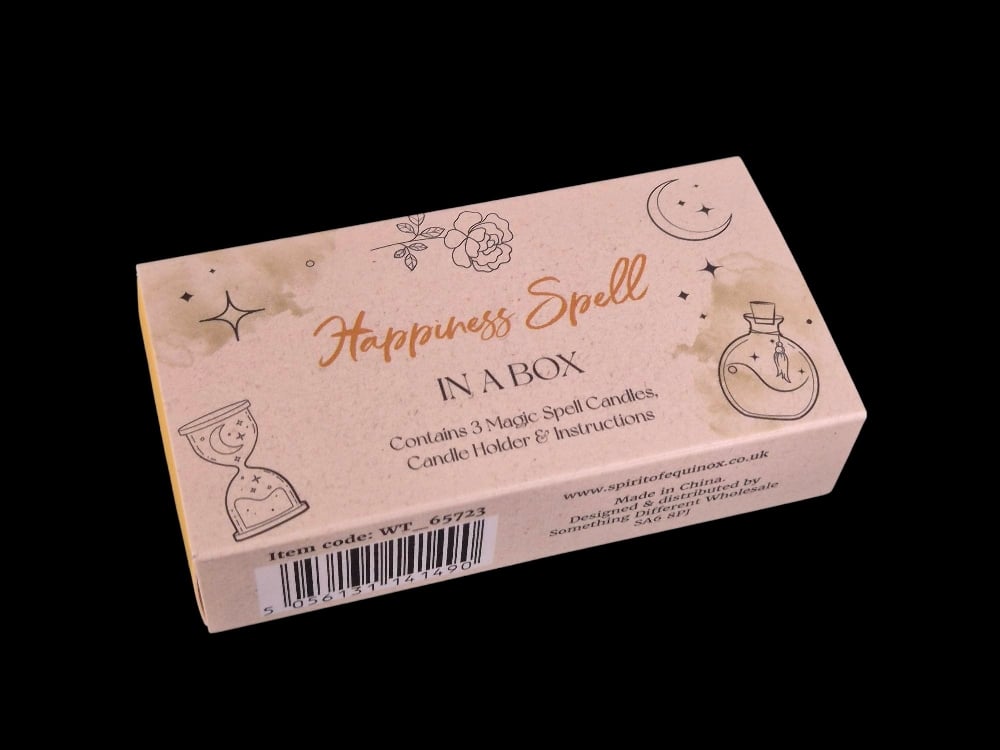 Happiness Spell
IN A BOX
Contains 3 Magic Spell Candles,
Candle Holder & Instructions
Item code: WT_65723
5 056131 141490
www.spiritofequinox.co.uk
Made in China.
Designed & distributed by
Something Different Wholesale
SA6 8PJ